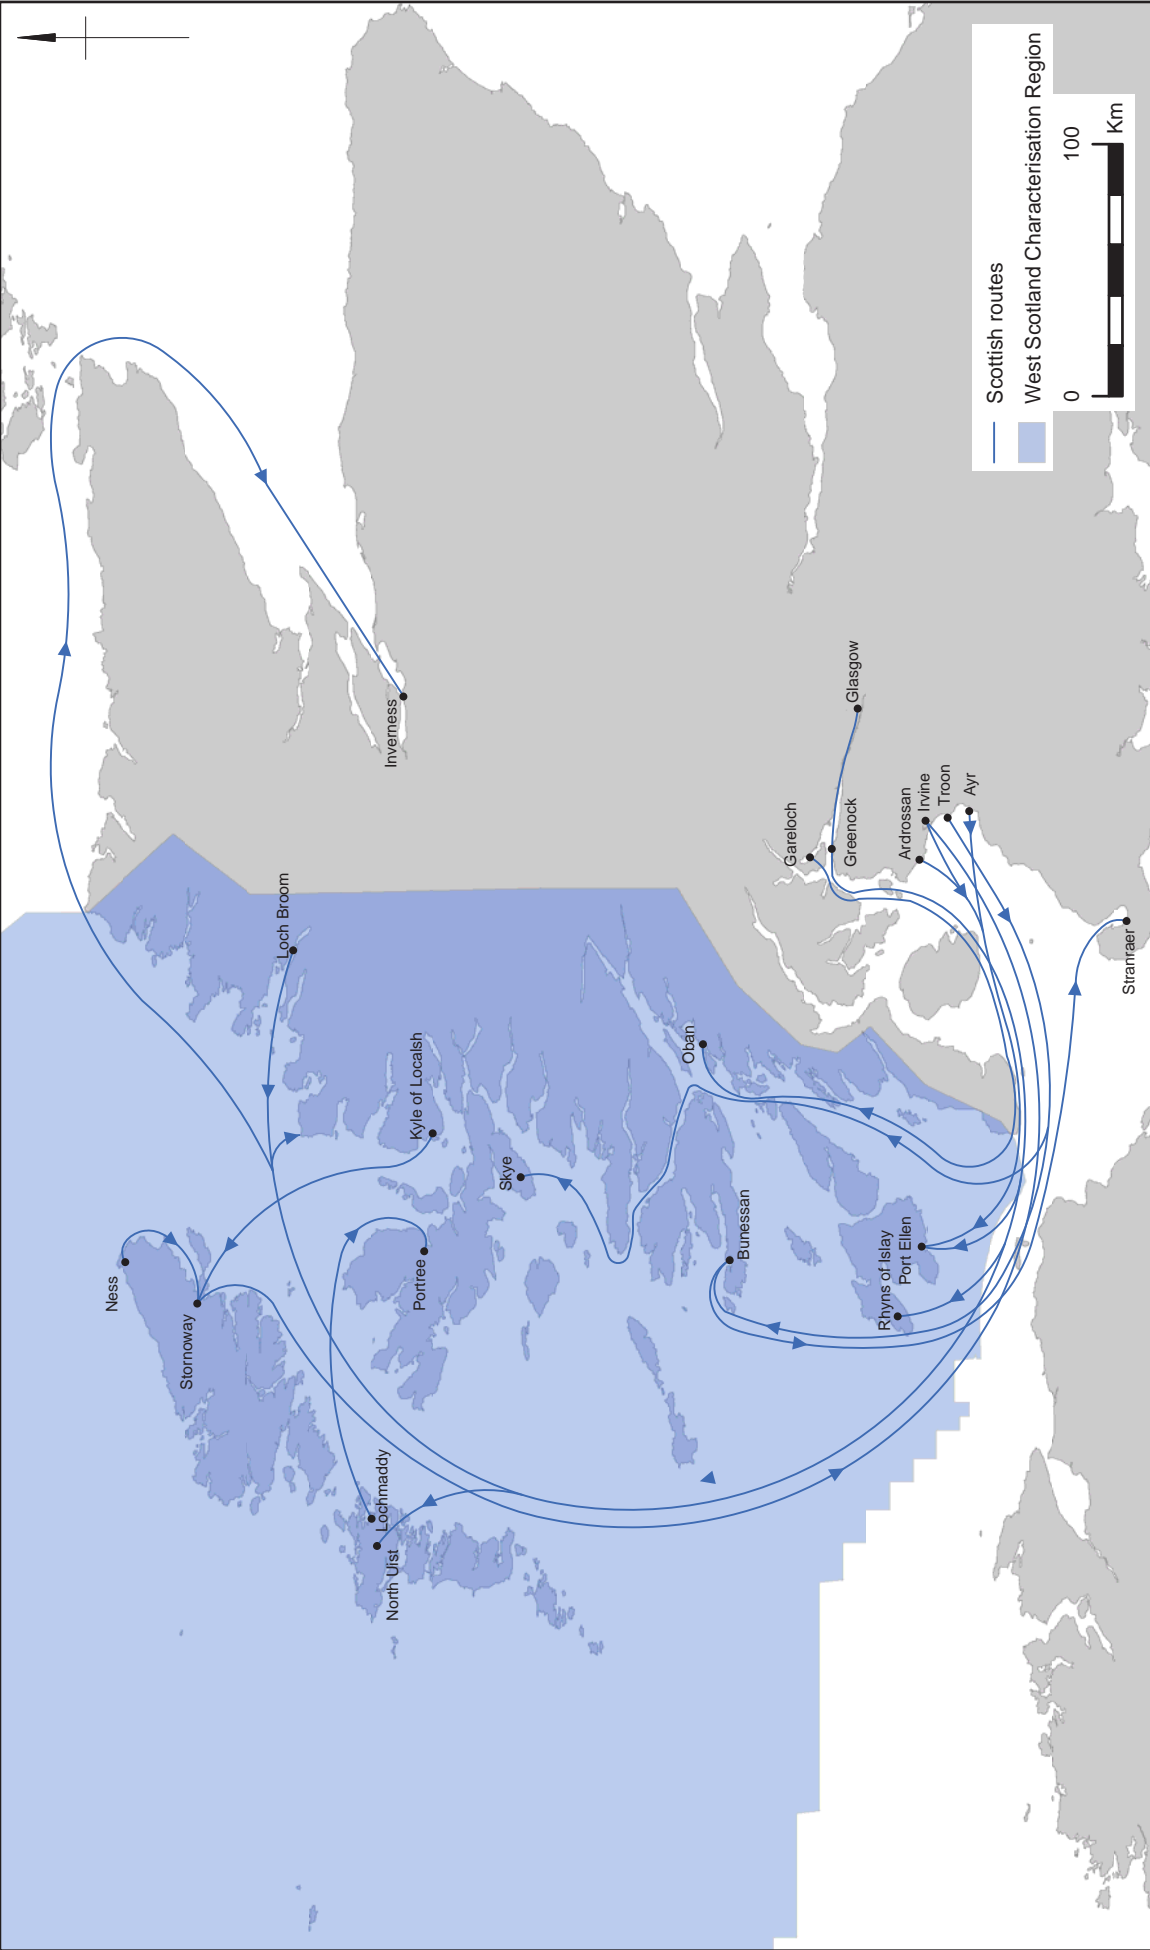 Ness
Stornoway
Loch Broom
Inverness
Lochmaddy
North Uist
Portree
Kyle of Localsh
Skye
Oban
Bunessan
Rhyns of Islay
Port Ellen
Gareloch
Greenock
Glasgow
Ardrossan
Irvine
Troon
Ayr
Stranraer
Scottish routes
West Scotland Characterisation Region
0
100
Km